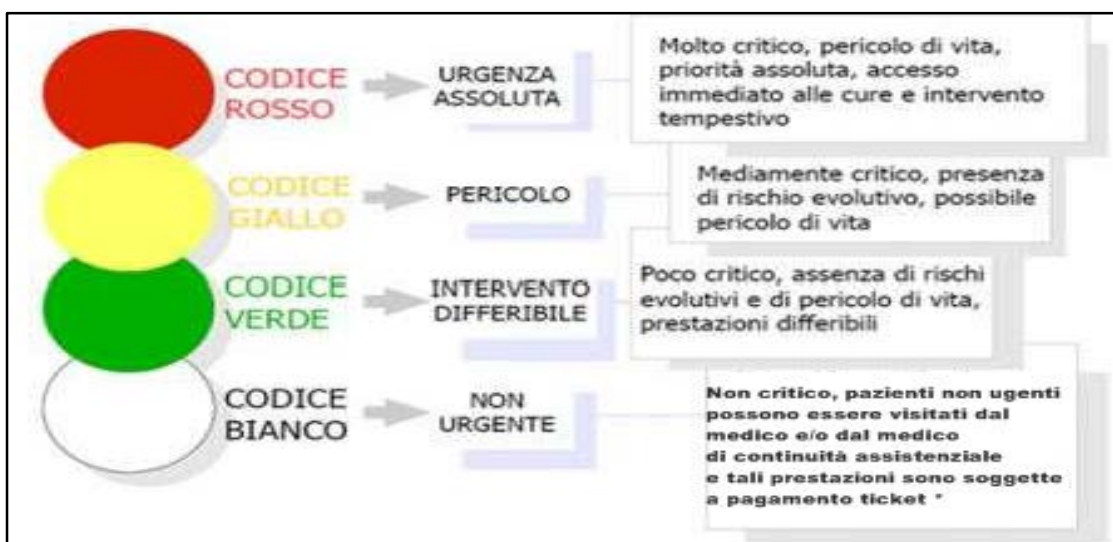 CODICE
ROSSO
URGENZA
ASSOLUTA
Molto critico, pericolo di vita,
priorità assoluta, accesso
immediato alle cure e intervento
tempestivo
CODICE
GIALLO
PERICOLO
Mediamente critico, presenza
di rischio evolutivo, possibile
pericolo di vita
CODICE
VERDE
INTERVENTO
DIFFERIBILE
Poco critico, assenza di rischi
evolutivi e di pericolo di vita,
prestazioni differibili
CODICE
BIANCO
NON
URGENTE
Non critico, pazienti non ugenti
possono essere visitati dal
medico e/o dal medico
di continuità assistenziale
e tali prestazioni sono soggette
a pagamento ticket *